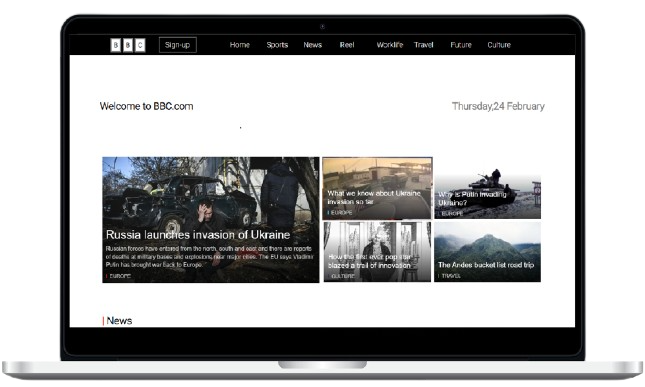 BBC Sign-up Home Sports News Reel Worklife Travel Future Culture
Welcome to BBC.com
Thursday,24 February
Russia launches invasion of Ukraine
Russian forces have entered from the north, south and east and there are reports
of deaths at military bases and explosions near major cities. The EU says Vladimir
Putin has brought war back to Europe.
| EUROPE
What we know about Ukraine
invasion so far
| EUROPE
Why is Putin invading
Ukraine?
| EUROPE
How the first ever pop star
blazed a trail of innovation
| CULTURE
The Andes bucket list road trip
| TRAVEL
| News